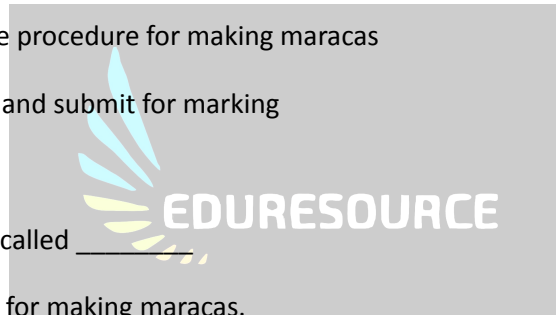 e procedure for making maracas
and submit for marking
EDURESOURCE
called ________
for making maracas.